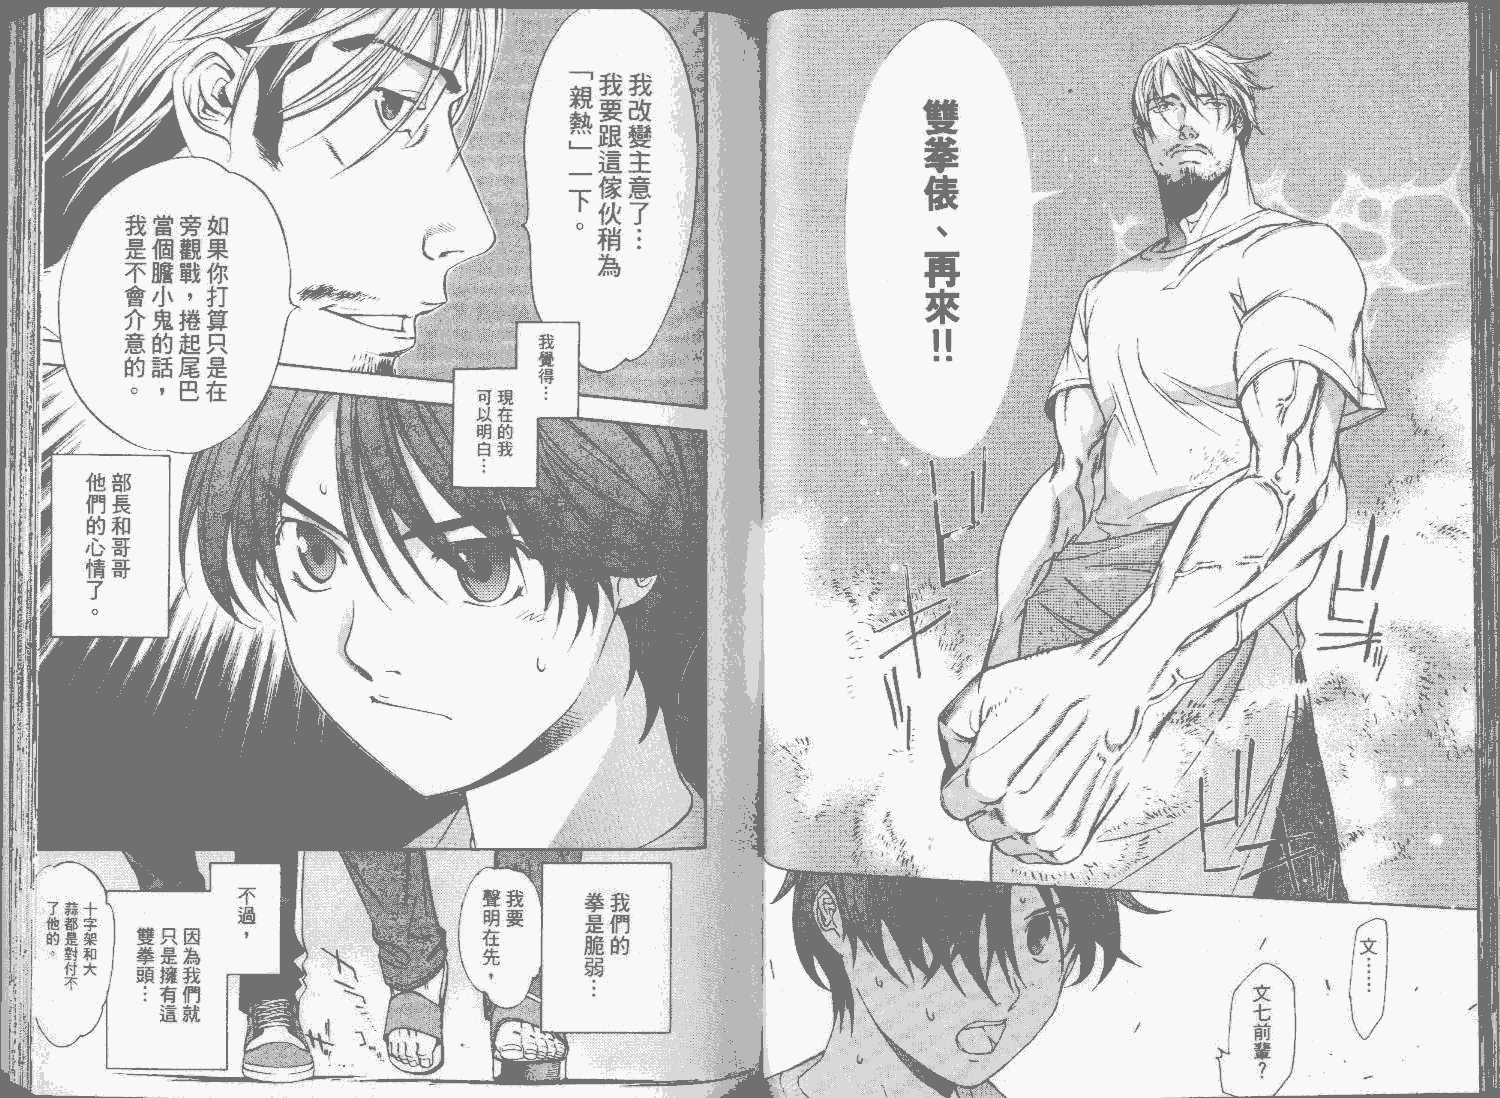 雙拳俵、再來!!
文……
文七前輩?
我改變主意了…
我要跟這傢伙稍為
「親熱」一下。
如果你打算只是在
旁觀戰,捲起尾巴
當個膽小鬼的話,
我是不會介意的。
我覺得…
現在的我
可以明白…
部長和哥哥
他們的心情了。
我們的
拳是脆弱…
我要
聲明在先,
不過,
因為我們就
只是擁有這
雙拳頭…
十字架和大
蒜都是對付不
了他的。